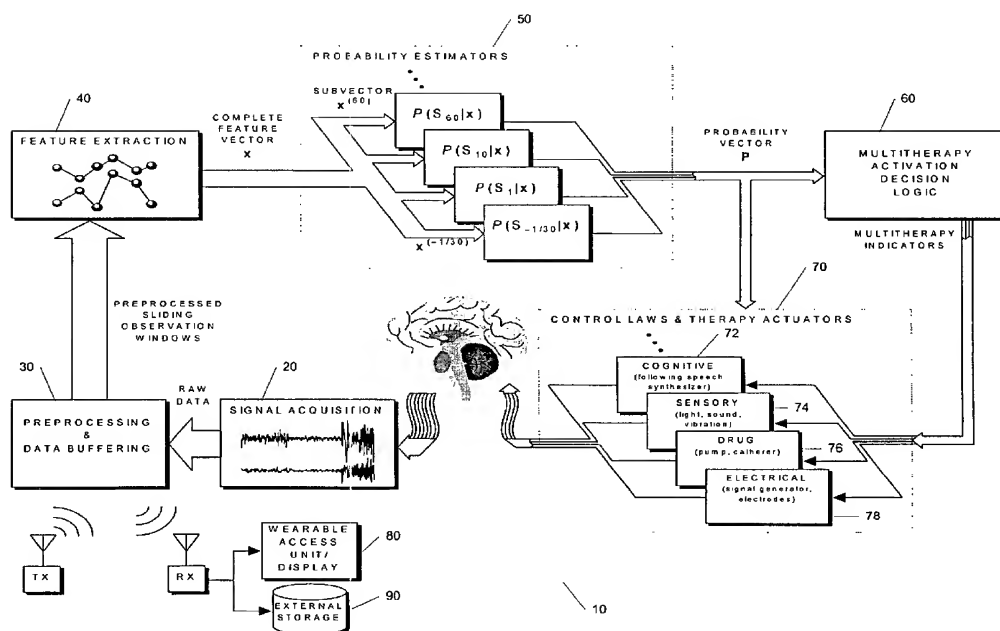 50
PROBABILITY ESTIMATORS
40
FEATURE EXTRACTION
COMPLETE
FEATURE
VECTOR
x
SUBVECTOR
x(60)
P(S60|x)
P(S10|x)
P(S1|x)
P(S-1/30|x)
x(-1/30)
PROBABILITY
VECTOR
P
60
MULTITHERAPY
ACTIVATION
DECISION
LOGIC
MULTITHERAPY
INDICATORS
PREPROCESSED
SLIDING
OBSERVATION
WINDOWS
70
CONTROL LAWS & THERAPY ACTUATORS
72
COGNITIVE
(following speech
synthesizer)
SENSORY
(light, sound,
vibration)
74
DRUG
(pump, catherer)
76
ELECTRICAL
(signal generator,
electrodes)
78
30
PREPROCESSING
&
DATA BUFFERING
RAW
DATA
20
SIGNAL ACQUISITION
TX
RX
WEARABLE
ACCESS
UNIT/
DISPLAY
80
EXTERNAL
STORAGE
90
10